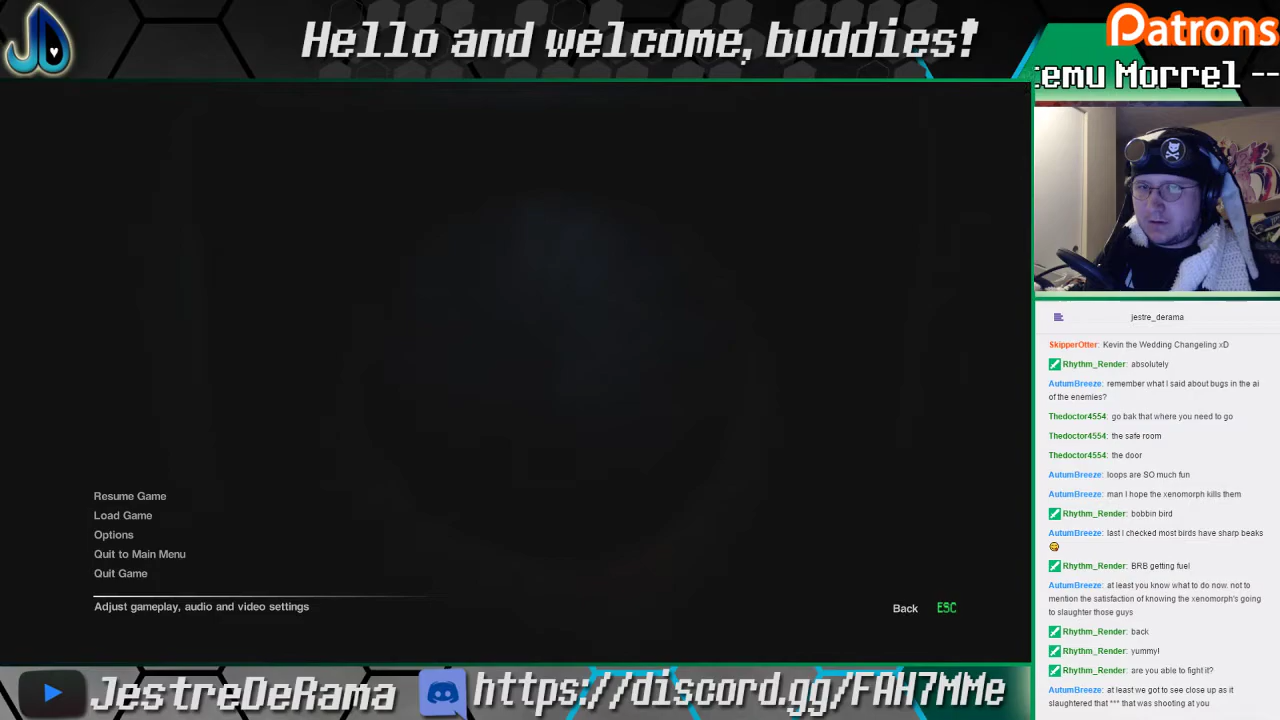 JD
Hello and welcome, buddies!
Patrons
emu Morrel --
jestre_derama
SkipperOtter: Kevin the Wedding Changeling xD
Rhythm_Render: absolutely
AutumBreeze: remember what I said about bugs in the ai
of the enemies?
Thedoctor4554: go bak that where you need to go
Thedoctor4554: the safe room
Thedoctor4554: the door
AutumBreeze: loops are SO much fun
AutumBreeze: man I hope the xenomorph kills them
Rhythm_Render: bobbin bird
AutumBreeze: last I checked most birds have sharp beaks
Rhythm_Render: BRB getting fuel
AutumBreeze: at least you know what to do now. not to
mention the satisfaction of knowing the xenomorph's going
to slaughter those guys
Rhythm_Render: back
Rhythm_Render: yummy!
Rhythm_Render: are you able to fight it?
AutumBreeze: at least we got to see close up as it
slaughtered that *** that was shooting at you
Resume Game
Load Game
Options
Quit to Main Menu
Quit Game
Adjust gameplay, audio and video settings
Back ESC
JestreDeRama
https://discord.gg/FAH7MMe